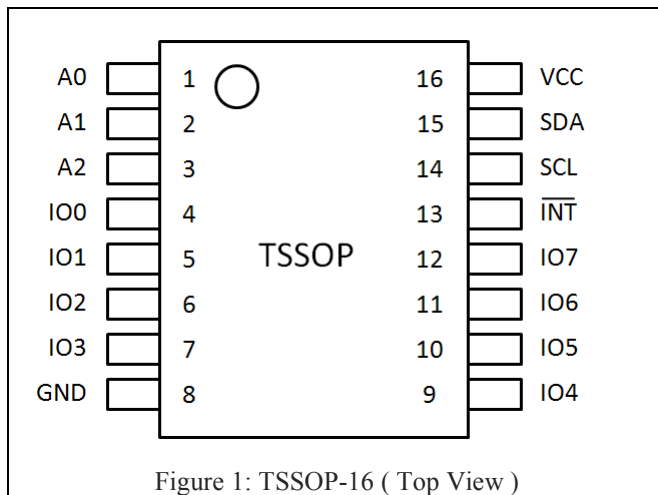 A0 1 16 VCC
A1 2 15 SDA
A2 3 14 SCL
IO0 4 13 I̅N̅T̅
IO1 5 TSSOP 12 IO7
IO2 6 11 IO6
IO3 7 10 IO5
GND 8 9 IO4
Figure 1: TSSOP-16 ( Top View )